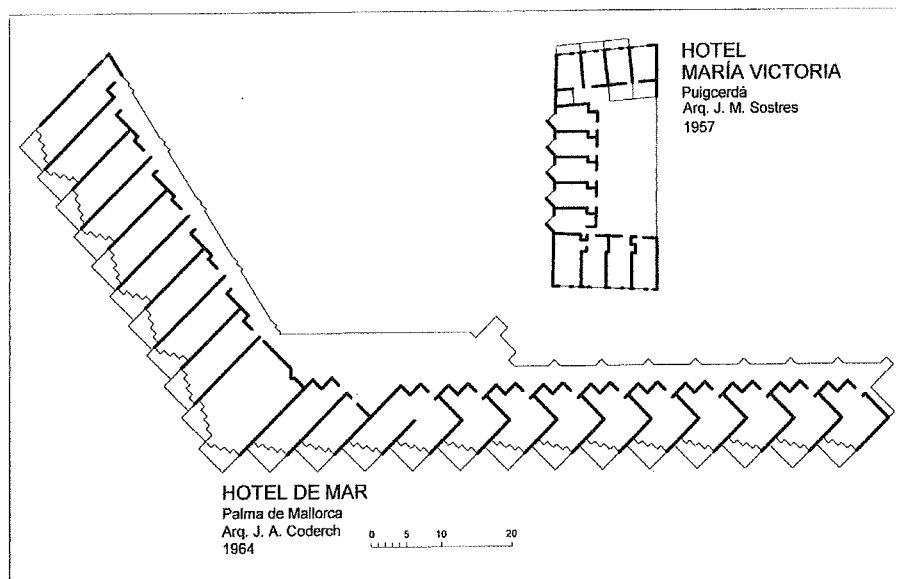 HOTEL
MARÍA VICTORIA
Puigcerdà
Arq. J. M. Sostres
1957
HOTEL DE MAR
Palma de Mallorca
Arq. J. A. Coderch
1964
0 5 10 20